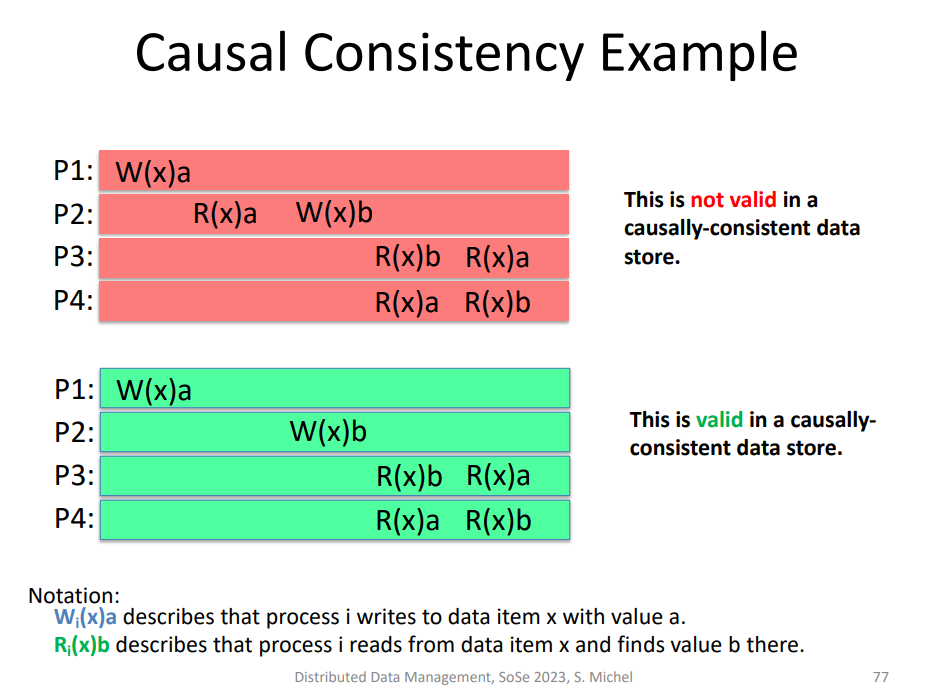 Causal Consistency Example
P1: W(x)a
P2: R(x)a W(x)b
P3: R(x)b R(x)a
P4: R(x)a R(x)b
This is not valid in a
causally-consistent data
store.
P1: W(x)a
P2: W(x)b
P3: R(x)b R(x)a
P4: R(x)a R(x)b
This is valid in a causally-
consistent data store.
Notation:
Wᵢ(x)a describes that process i writes to data item x with value a.
Rᵢ(x)b describes that process i reads from data item x and finds value b there.
Distributed Data Management, SoSe 2023, S. Michel
77